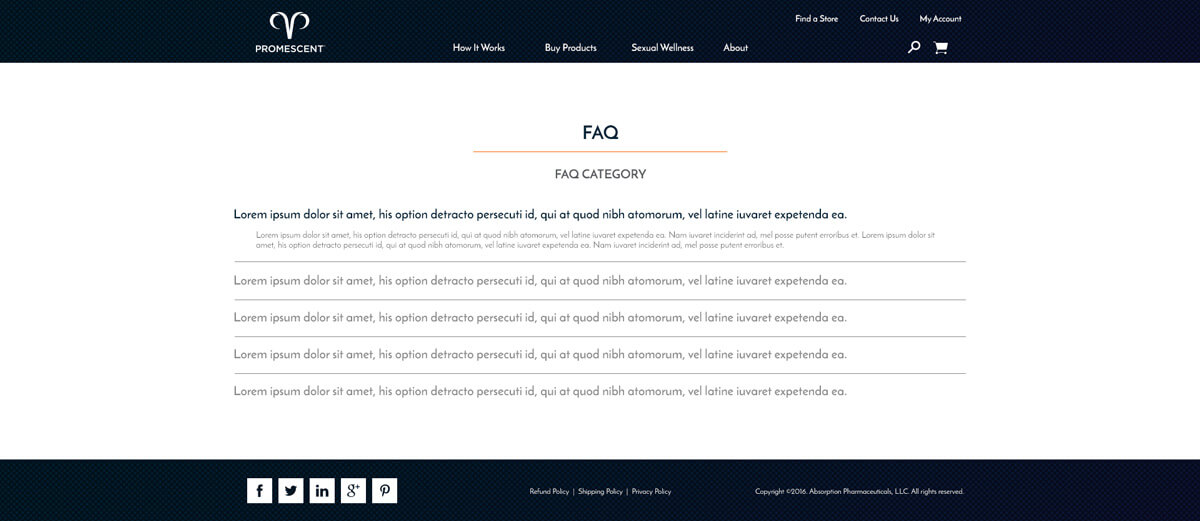 Find a Store Contact Us My Account
PROMESCENT
How It Works Buy Products Sexual Wellness About
FAQ
FAQ CATEGORY
Lorem ipsum dolor sit amet, his option detracto persecuti id, qui at quod nibh atomorum, vel latine iuvaret expetenda ea.
Lorem ipsum dolor sit amet, his option detracto persecuti id, qui at quod nibh atomorum, vel latine iuvaret expetenda ea. Nam iuvaret inciderint ad, mel posse putent erroribus et. Lorem ipsum dolor sit
amet, his option detracto persecuti id, qui at quod nibh atomorum, vel latine iuvaret expetenda ea. Nam iuvaret inciderint ad, mel posse putent erroribus et.
Lorem ipsum dolor sit amet, his option detracto persecuti id, qui at quod nibh atomorum, vel latine iuvaret expetenda ea.
Lorem ipsum dolor sit amet, his option detracto persecuti id, qui at quod nibh atomorum, vel latine iuvaret expetenda ea.
Lorem ipsum dolor sit amet, his option detracto persecuti id, qui at quod nibh atomorum, vel latine iuvaret expetenda ea.
Lorem ipsum dolor sit amet, his option detracto persecuti id, qui at quod nibh atomorum, vel latine iuvaret expetenda ea.
f in g+ Refund Policy | Shipping Policy | Privacy Policy Copyright ©2016. Absorption Pharmaceuticals, LLC. All rights reserved.